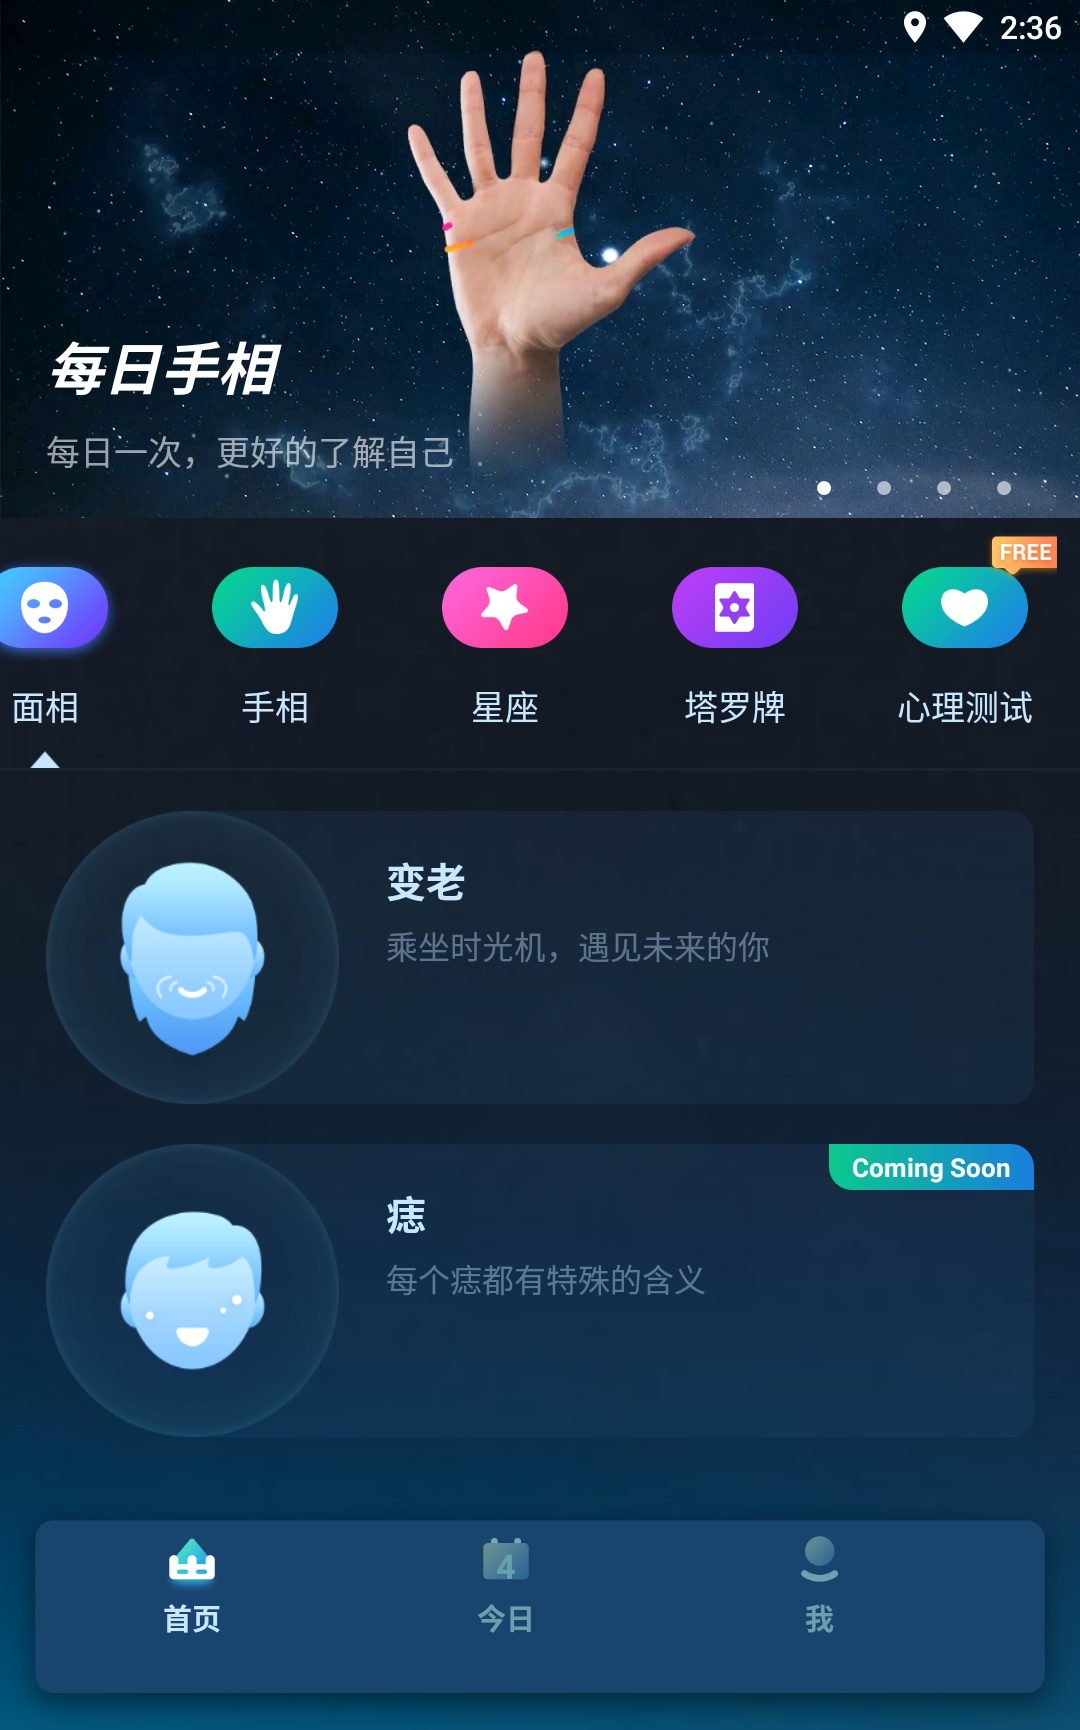 2:36
每日手相
每日一次，更好的了解自己
FREE
面相
手相
星座
塔罗牌
心理测试
变老
乘坐时光机，遇见未来的你
Coming Soon
痣
每个痣都有特殊的含义
4
首页
今日
我